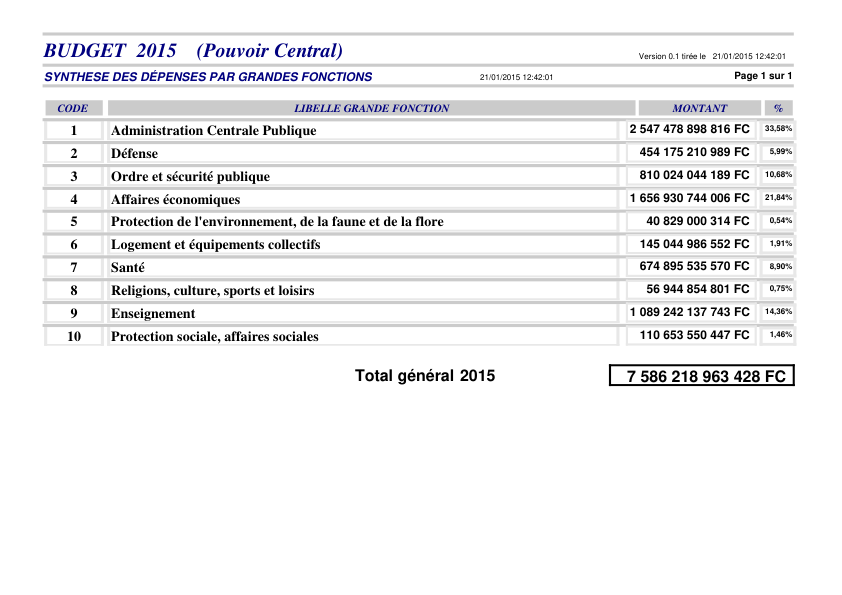 BUDGET 2015 (Pouvoir Central)
Version 0.1 tirée le 21/01/2015 12:42:01
SYNTHESE DES DÉPENSES PAR GRANDES FONCTIONS 21/01/2015 12:42:01 Page 1 sur 1
CODE LIBELLE GRANDE FONCTION MONTANT %
1 Administration Centrale Publique 2 547 478 898 816 FC 33,58%
2 Défense 454 175 210 989 FC 5,99%
3 Ordre et sécurité publique 810 024 044 189 FC 10,68%
4 Affaires économiques 1 656 930 744 006 FC 21,84%
5 Protection de l'environnement, de la faune et de la flore 40 829 000 314 FC 0,54%
6 Logement et équipements collectifs 145 044 986 552 FC 1,91%
7 Santé 674 895 535 570 FC 8,90%
8 Religions, culture, sports et loisirs 56 944 854 801 FC 0,75%
9 Enseignement 1 089 242 137 743 FC 14,36%
10 Protection sociale, affaires sociales 110 653 550 447 FC 1,46%
Total général 2015 7 586 218 963 428 FC